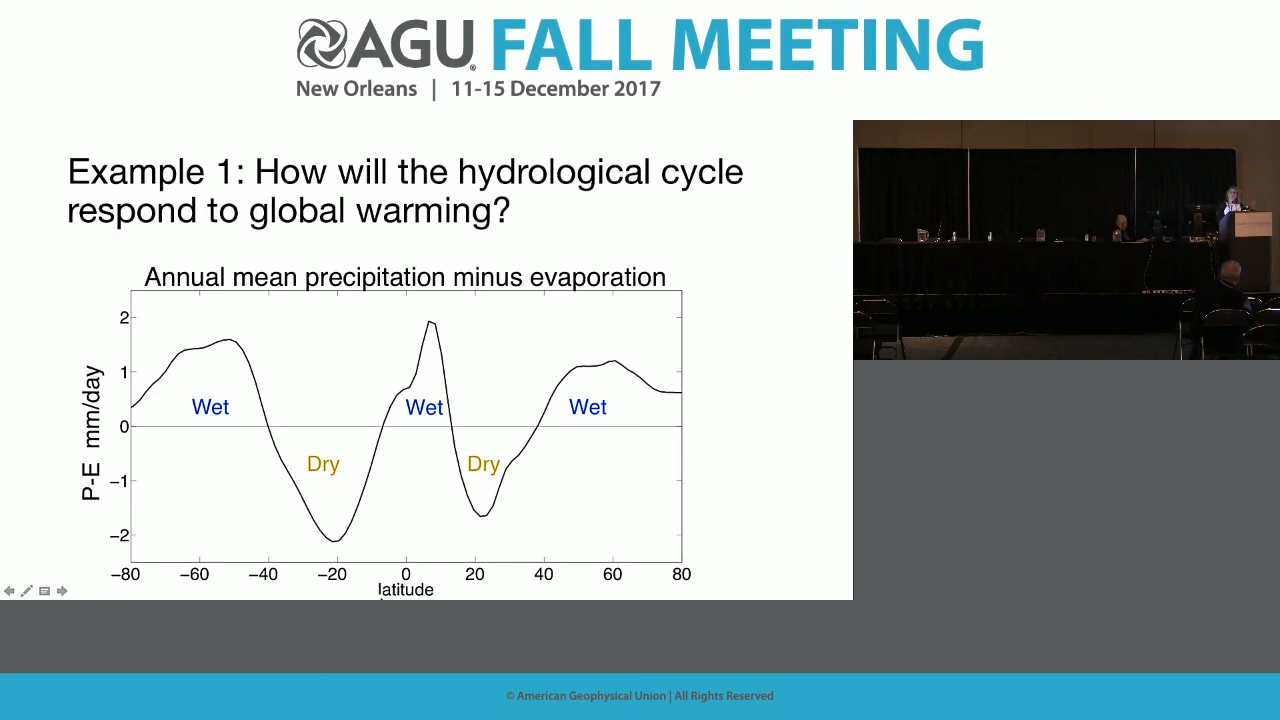 AGU FALL MEETING
New Orleans | 11-15 December 2017
Example 1: How will the hydrological cycle
respond to global warming?
Annual mean precipitation minus evaporation
P-E mm/day
2
1
0
−1
−2
Wet
Wet
Wet
Dry
Dry
−80 −60 −40 −20 0 20 40 60 80
latitude
© American Geophysical Union | All Rights Reserved